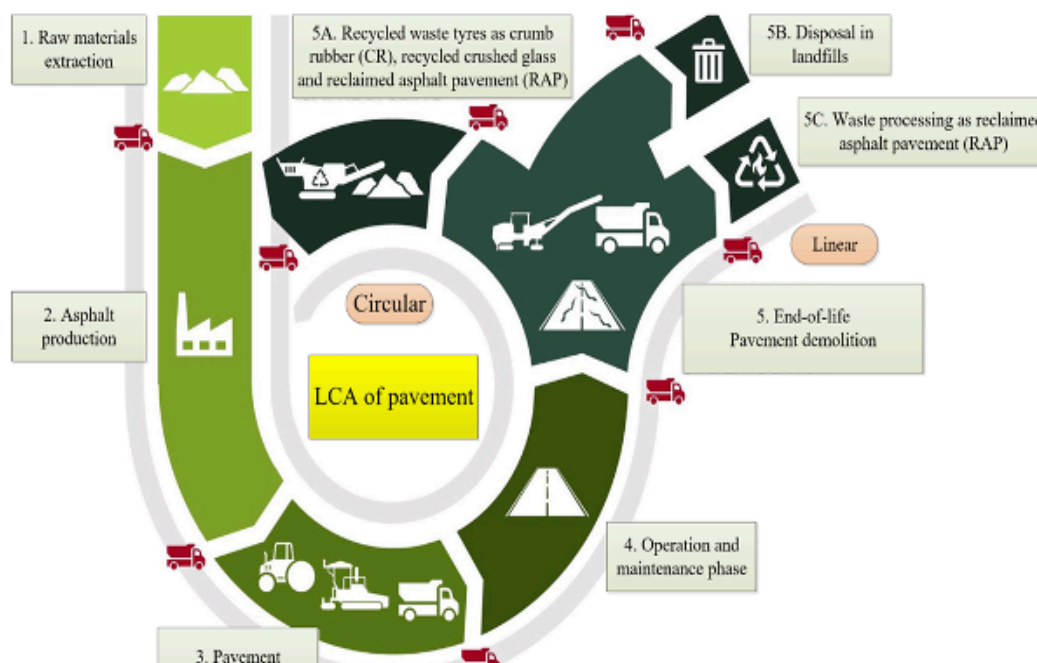 1. Raw materials
extraction
5A. Recycled waste tyres as crumb
rubber (CR), recycled crushed glass
and reclaimed asphalt pavement (RAP)
5B. Disposal in
landfills
5C. Waste processing as reclaimed
asphalt pavement (RAP)
Linear
Circular
2. Asphalt
production
5. End-of-life
Pavement demolition
LCA of pavement
4. Operation and
maintenance phase
3. Pavement